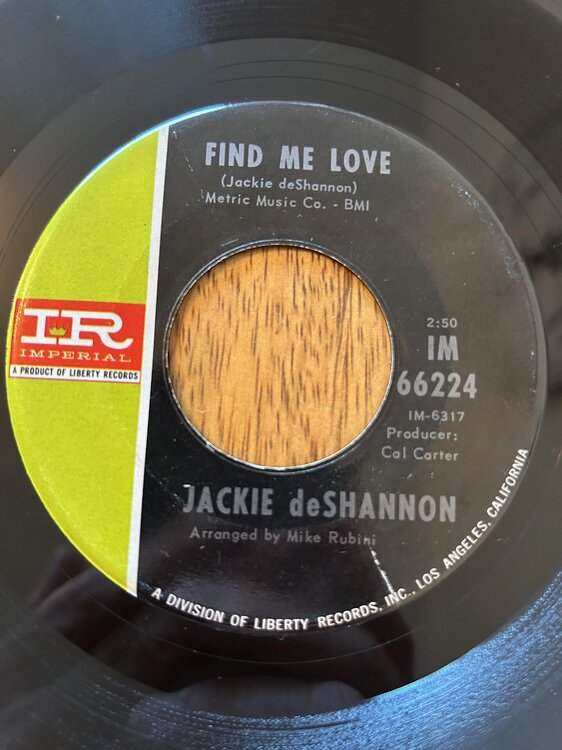 FIND ME LOVE
(Jackie deShannon)
Metric Music Co. - BMI
IR
IMPERIAL
A PRODUCT OF LIBERTY RECORDS
2:50
IM
66224
IM-6317
Producer:
Cal Carter
JACKIE deSHANNON
Arranged by Mike Rubini
A DIVISION OF LIBERTY RECORDS, INC., LOS ANGELES, CALIFORNIA